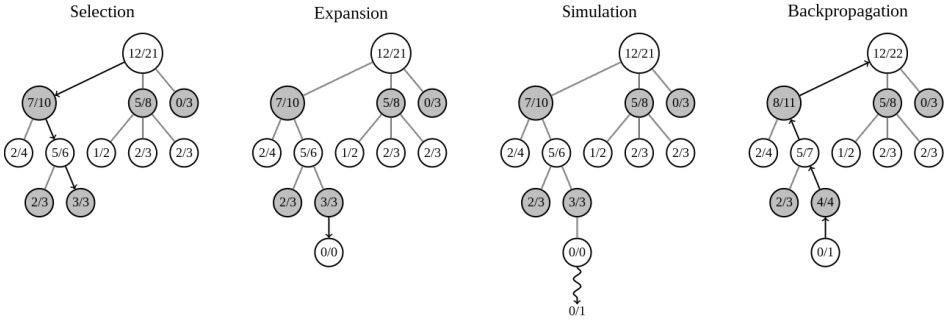 Selection
12/21
7/10 5/8 0/3
2/4 5/6 1/2 2/3 2/3
2/3 3/3
Expansion
12/21
7/10 5/8 0/3
2/4 5/6 1/2 2/3 2/3
2/3 3/3
0/0
Simulation
12/21
7/10 5/8 0/3
2/4 5/6 1/2 2/3 2/3
2/3 3/3
0/0
0/1
Backpropagation
12/22
8/11 5/8 0/3
2/4 5/7 1/2 2/3 2/3
2/3 4/4
0/1